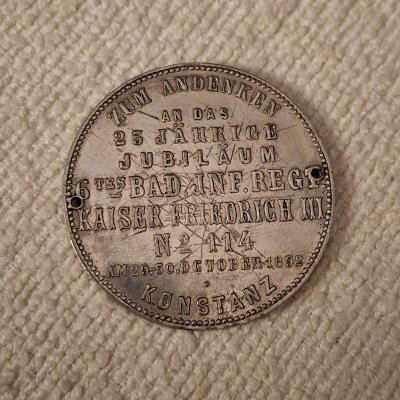 ZUM ANDENKEN
AN DAS
25 JÄHRIGE
JUBILÄUM
6TES BAD. INF. REGT.
KAISER FRIEDRICH III
No 114
AM 29-30. OCTOBER 1892
KONSTANZ